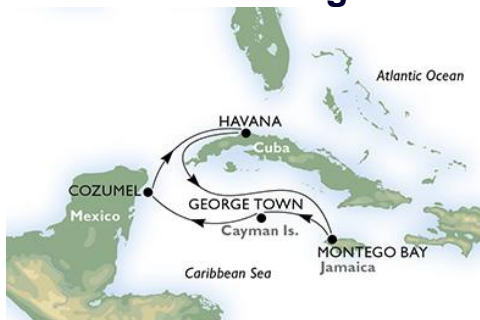 Atlantic Ocean
HAVANA
Cuba
COZUMEL
GEORGE TOWN
Mexico
Cayman Is.
MONTEGO BAY
Jamaica
Caribbean Sea